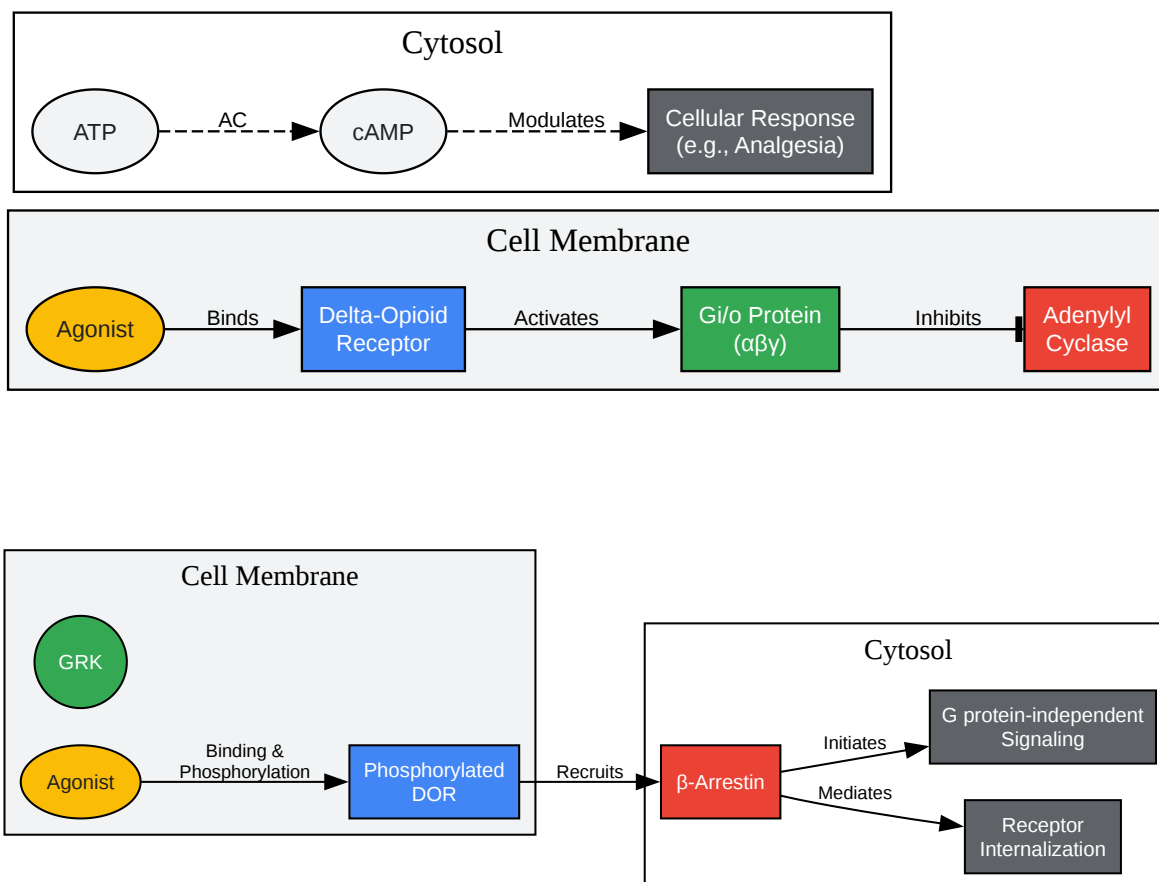 Cytosol
ATP
AC
cAMP
Modulates
Cellular Response
(e.g., Analgesia)
Cell Membrane
Agonist
Binds
Delta-Opioid
Receptor
Activates
Gi/o Protein
(αβγ)
Inhibits
Adenylyl
Cyclase
Cell Membrane
GRK
Agonist
Binding &
Phosphorylation
Phosphorylated
DOR
Recruits
Cytosol
β-Arrestin
Initiates
G protein-independent
Signaling
Mediates
Receptor
Internalization